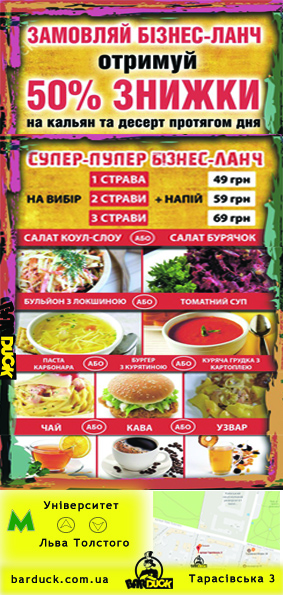 ЗАМОВЛЯЙ БІЗНЕС-ЛАНЧ
отримуй
50% ЗНИЖКИ
на кальян та десерт протягом дня
СУПЕР-ПУПЕР БІЗНЕС-ЛАНЧ
1 СТРАВА 49 грн
НА ВИБІР 2 СТРАВИ + НАПІЙ 59 грн
3 СТРАВИ 69 грн
САЛАТ КОУЛ-СЛОУ АБО САЛАТ БУРЯЧОК
БУЛЬЙОН З ЛОКШИНОЮ АБО ТОМАТНИЙ СУП
BARDUCK
ПАСТА КАРБОНАРА АБО БУРГЕР З КУРЯТИНОЮ АБО КУРЯЧА ГРУДКА З КАРТОПЛЕЮ
ЧАЙ АБО КАВА АБО УЗВАР
М Університет
Льва Толстого
barduck.com.ua BARDUCK Тарасівська 3